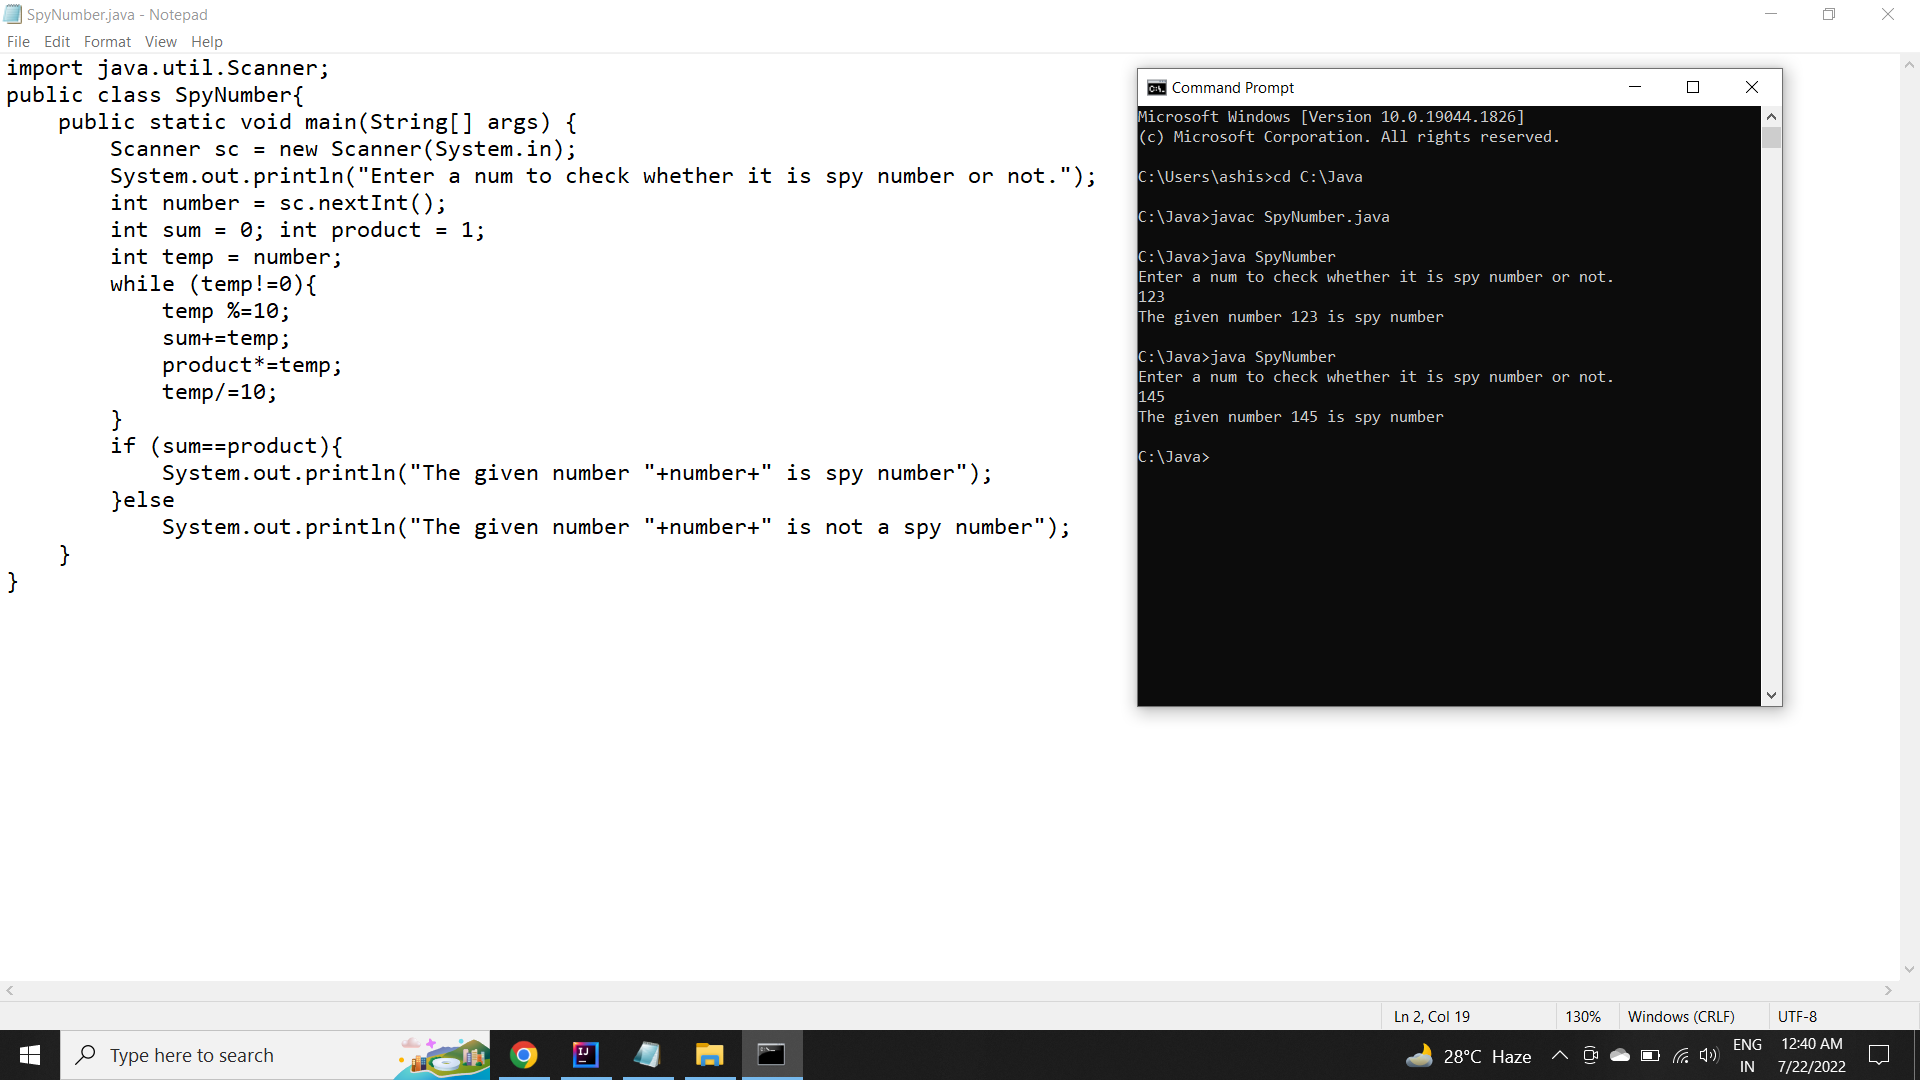 SpyNumber.java - Notepad
File Edit Format View Help
import java.util.Scanner;
public class SpyNumber{
    public static void main(String[] args) {
        Scanner sc = new Scanner(System.in);
        System.out.println("Enter a num to check whether it is spy number or not.");
        int number = sc.nextInt();
        int sum = 0; int product = 1;
        int temp = number;
        while (temp!=0){
            temp %=10;
            sum+=temp;
            product*=temp;
            temp/=10;
        }
        if (sum==product){
            System.out.println("The given number "+number+" is spy number");
        }else
            System.out.println("The given number "+number+" is not a spy number");
    }
}
Command Prompt
Microsoft Windows [Version 10.0.19044.1826]
(c) Microsoft Corporation. All rights reserved.
C:\Users\ashis>cd C:\Java
C:\Java>javac SpyNumber.java
C:\Java>java SpyNumber
Enter a num to check whether it is spy number or not.
123
The given number 123 is spy number
C:\Java>java SpyNumber
Enter a num to check whether it is spy number or not.
145
The given number 145 is spy number
C:\Java>
Ln 2, Col 19 130% Windows (CRLF) UTF-8
Type here to search
IJ
28°C Haze
ENG
IN
12:40 AM
7/22/2022